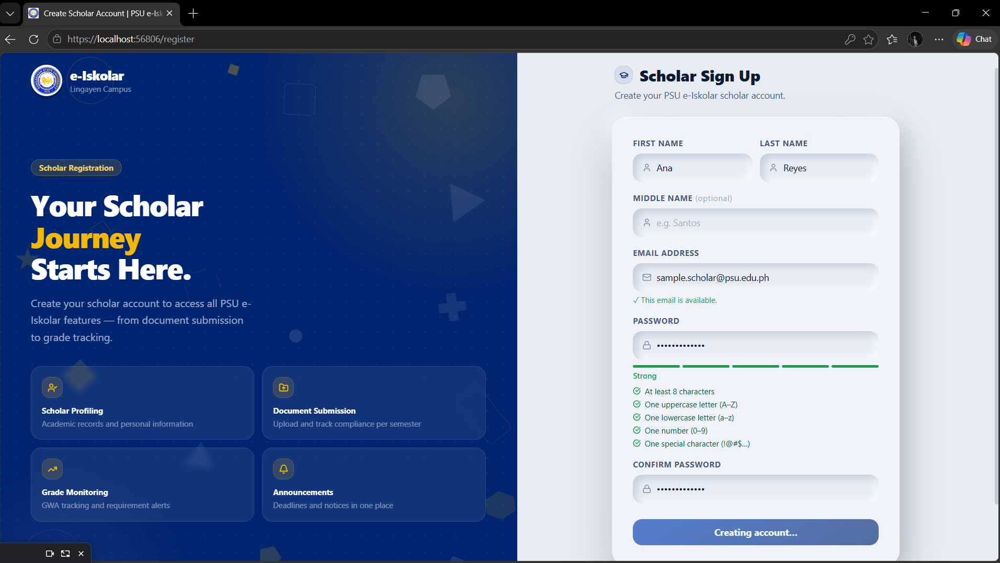 Create Scholar Account | PSU e-Isk
https://localhost:56806/register
Chat
e-Iskolar
Lingayen Campus
Scholar Registration
Your Scholar
Journey
Starts Here.
Create your scholar account to access all PSU e-
Iskolar features — from document submission
to grade tracking.
Scholar Profiling
Academic records and personal information
Document Submission
Upload and track compliance per semester
Grade Monitoring
GWA tracking and requirement alerts
Announcements
Deadlines and notices in one place
Scholar Sign Up
Create your PSU e-Iskolar scholar account.
FIRST NAME
LAST NAME
Ana
Reyes
MIDDLE NAME (optional)
e.g. Santos
EMAIL ADDRESS
sample.scholar@psu.edu.ph
✓ This email is available.
PASSWORD
•••••••••••••
Strong
At least 8 characters
One uppercase letter (A–Z)
One lowercase letter (a–z)
One number (0–9)
One special character (!@#$...)
CONFIRM PASSWORD
•••••••••••••
Creating account...